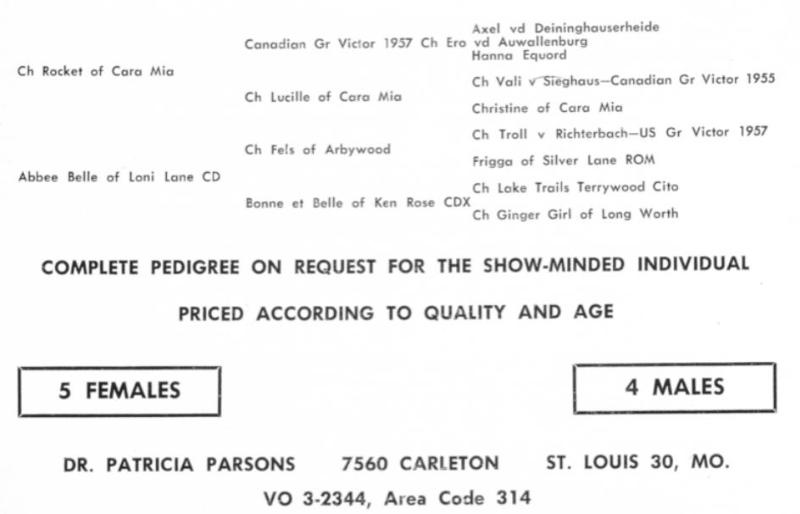 Axel vd Deininghauserheide
Canadian Gr Victor 1957 Ch Ero vd Auwallenburg
Hanna Equord
Ch Rocket of Cara Mia
Ch Vali v Sieghaus—Canadian Gr Victor 1955
Ch Lucille of Cara Mia
Christine of Cara Mia
Ch Troll v Richterbach—US Gr Victor 1957
Ch Fels of Arbywood
Frigga of Silver Lane ROM
Abbee Belle of Loni Lane CD
Ch Lake Trails Terrywood Cito
Bonne et Belle of Ken Rose CDX
Ch Ginger Girl of Long Worth
COMPLETE PEDIGREE ON REQUEST FOR THE SHOW-MINDED INDIVIDUAL
PRICED ACCORDING TO QUALITY AND AGE
5 FEMALES
4 MALES
DR. PATRICIA PARSONS 7560 CARLETON ST. LOUIS 30, MO.
VO 3-2344, Area Code 314